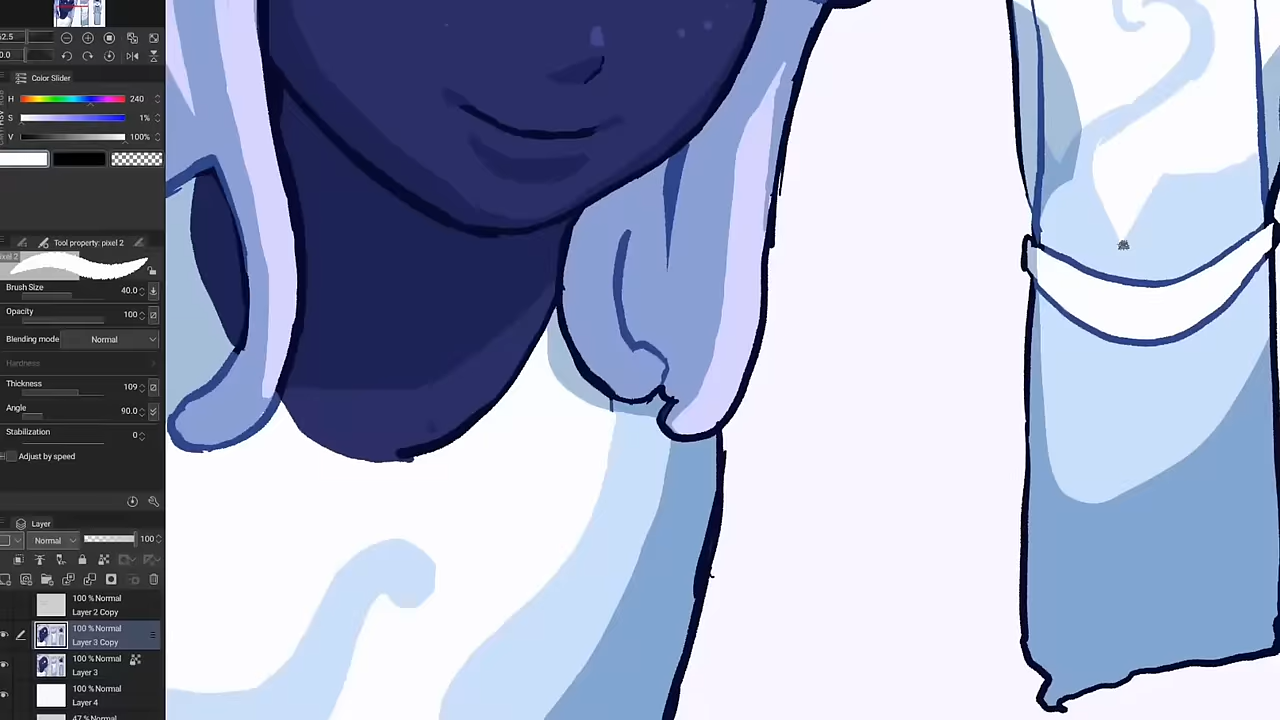 Color Slider
H 240
S 1%
V 100%
Tool property: pixel 2
Brush Size 40.0
Opacity 100
Blending mode Normal
Hardness
Thickness 109
Angle 90.0
Stabilization 0
Adjust by speed
Layer
Normal 100
100 % Normal
Layer 2 Copy
100 % Normal
Layer 3 Copy
100 % Normal
Layer 3
100 % Normal
Layer 4
47 % Normal